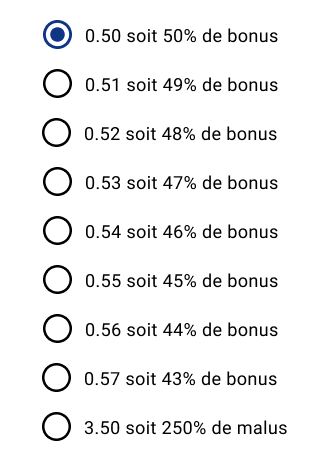 0.50 soit 50% de bonus
0.51 soit 49% de bonus
0.52 soit 48% de bonus
0.53 soit 47% de bonus
0.54 soit 46% de bonus
0.55 soit 45% de bonus
0.56 soit 44% de bonus
0.57 soit 43% de bonus
3.50 soit 250% de malus